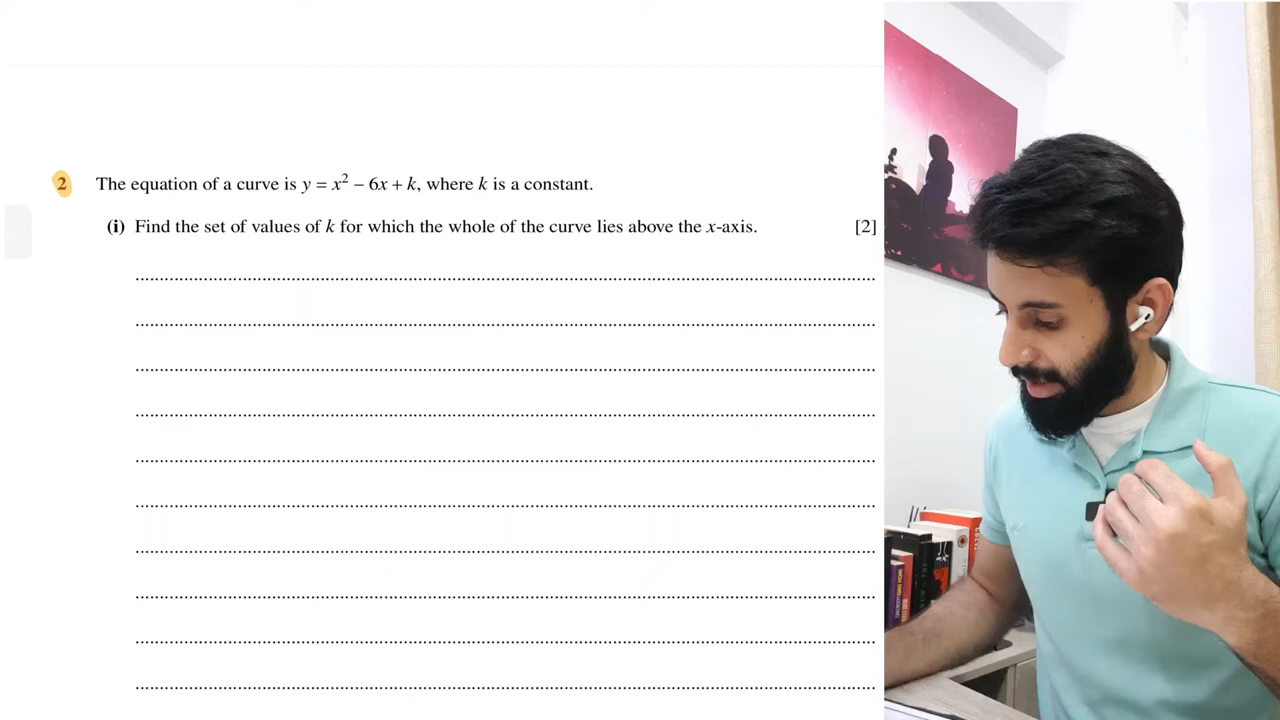 2 The equation of a curve is y = x² – 6x + k, where k is a constant.
(i) Find the set of values of k for which the whole of the curve lies above the x-axis. [2]